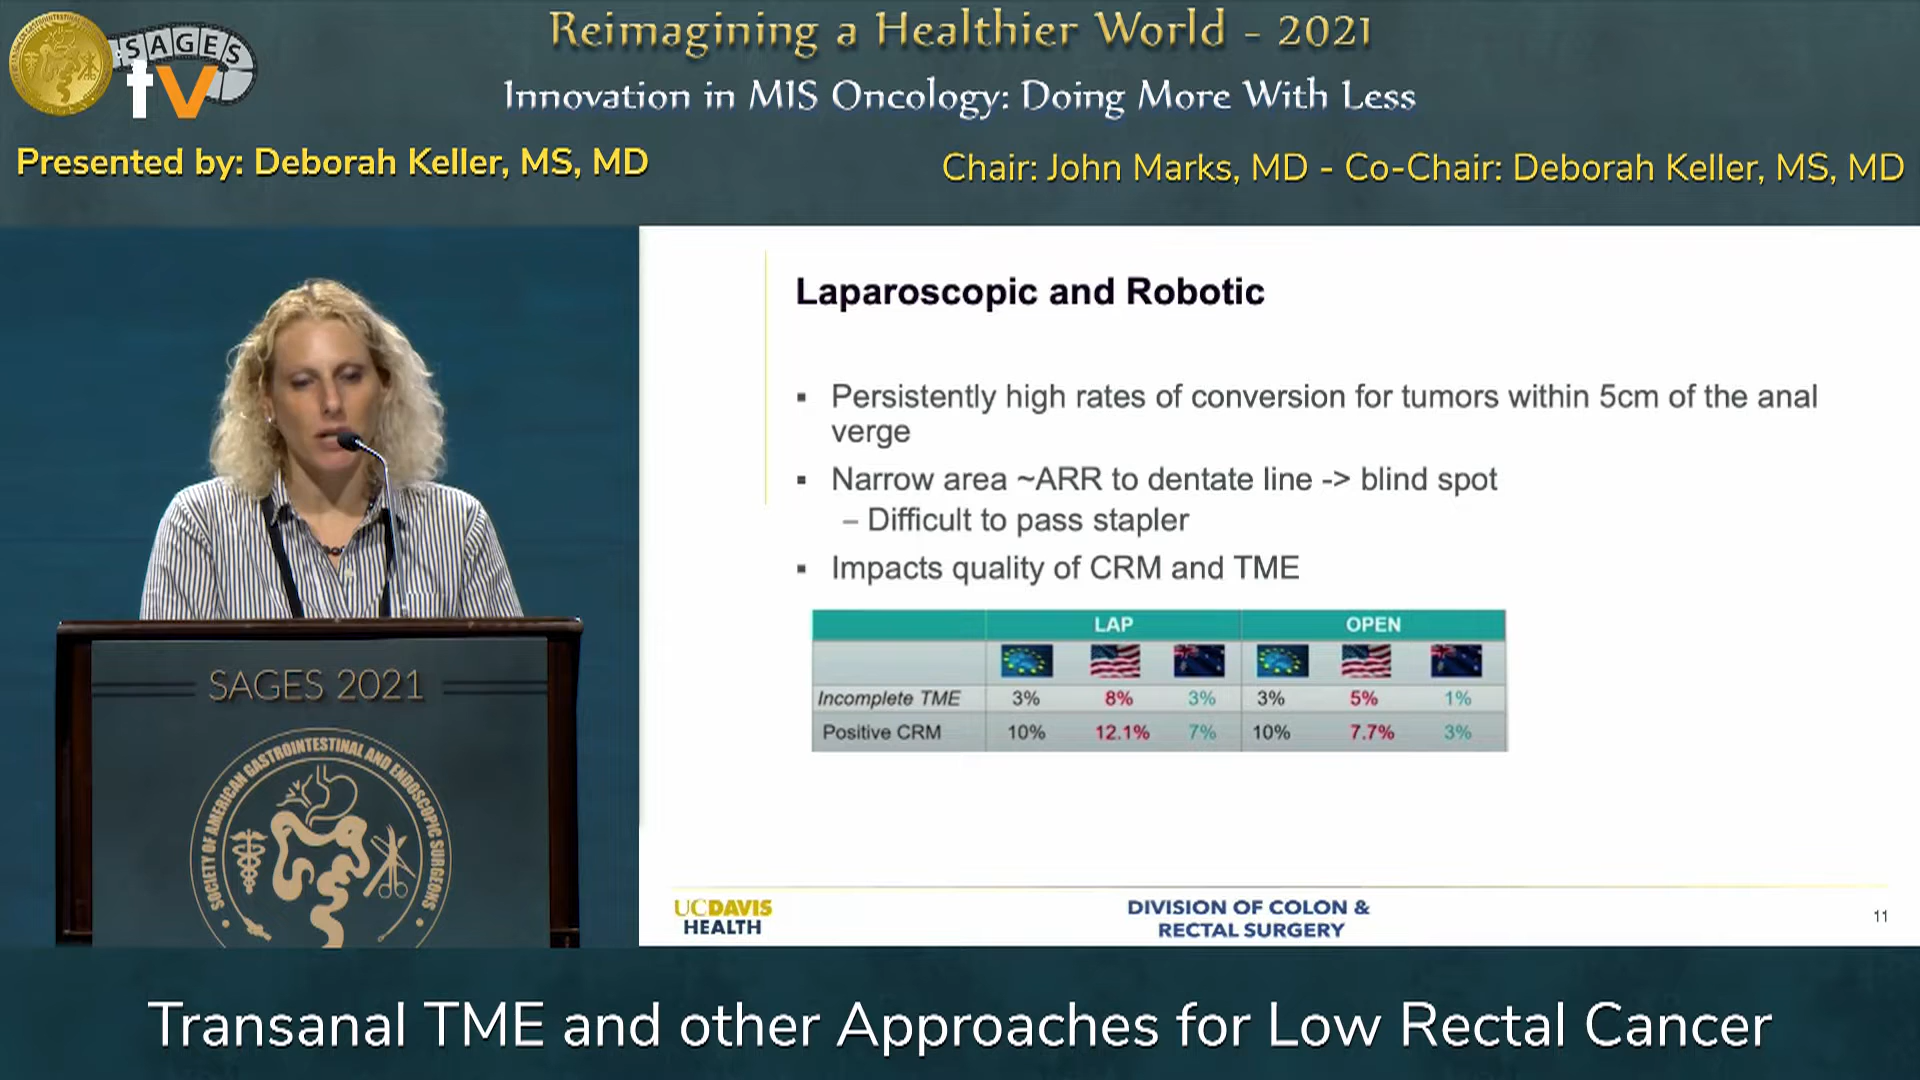 SAGES
tv
Reimagining a Healthier World - 2021
Innovation in MIS Oncology: Doing More With Less
Presented by: Deborah Keller, MS, MD
Chair: John Marks, MD - Co-Chair: Deborah Keller, MS, MD
SAGES 2021
SOCIETY OF AMERICAN GASTROINTESTINAL AND ENDOSCOPIC SURGEONS
Laparoscopic and Robotic
▪ Persistently high rates of conversion for tumors within 5cm of the anal
verge
▪ Narrow area ~ARR to dentate line -> blind spot
– Difficult to pass stapler
▪ Impacts quality of CRM and TME
LAP OPEN
Incomplete TME 3% 8% 3% 3% 5% 1%
Positive CRM 10% 12.1% 7% 10% 7.7% 3%
UCDAVIS
HEALTH
DIVISION OF COLON &
RECTAL SURGERY
11
Transanal TME and other Approaches for Low Rectal Cancer